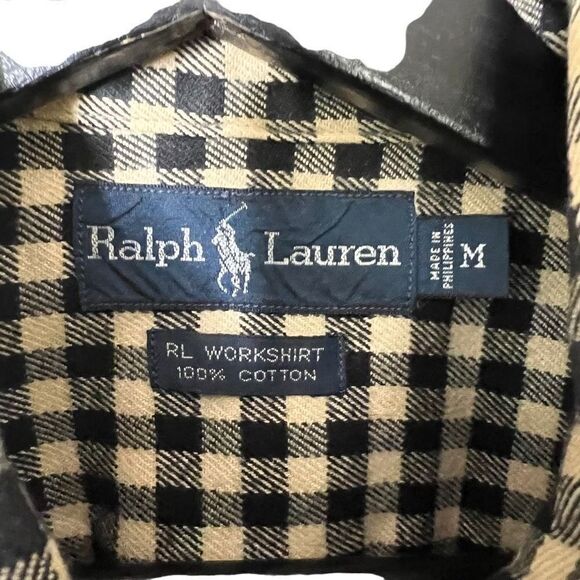 Ralph Lauren
MADE IN
PHILIPPINES
M
RL WORKSHIRT
100% COTTON